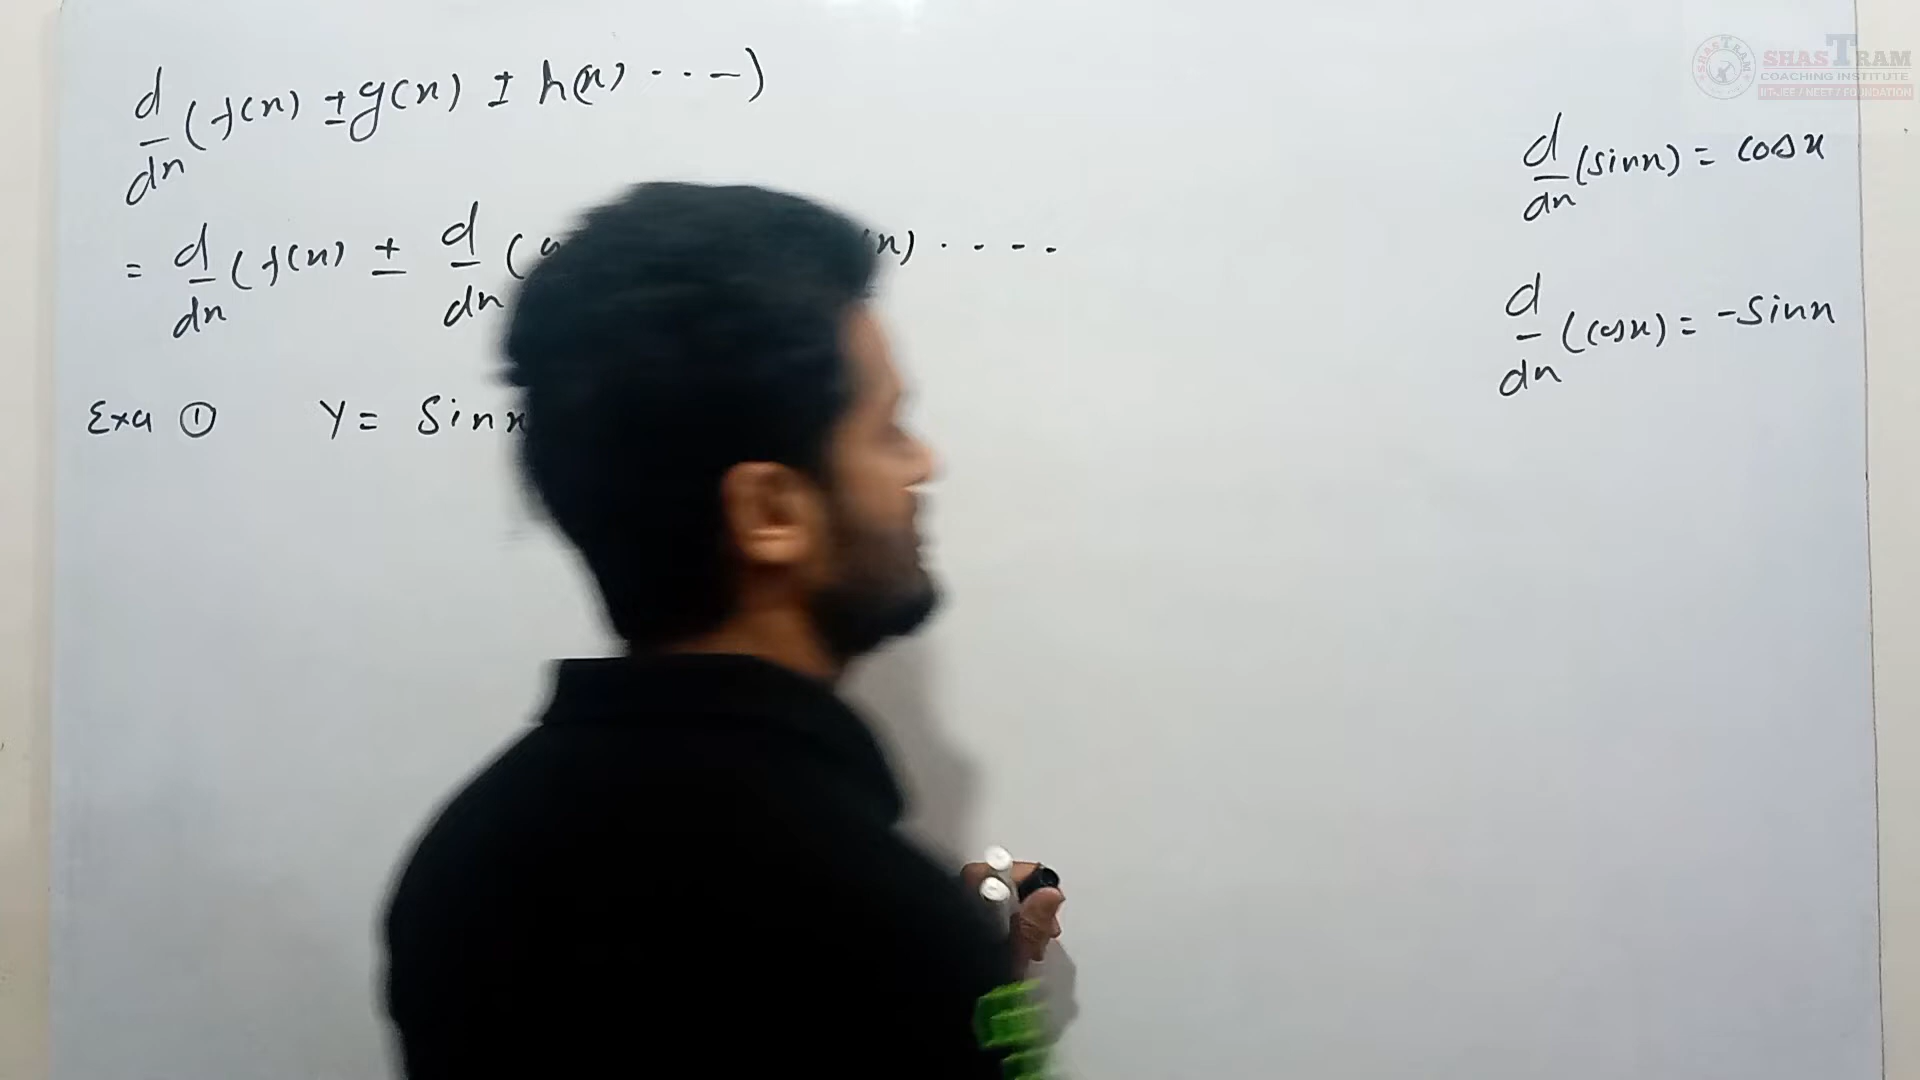 d/dx (f(x) ± g(x) ± h(x) ...-)
= d/dx (f(x) ± d/dx ( x) ....
Exa ① Y= Sinx
d/dx (sinx) = cosx
d/dx (cosx) = -Sinx
SHASTRAM
COACHING INSTITUTE
IIT-JEE / NEET / FOUNDATION